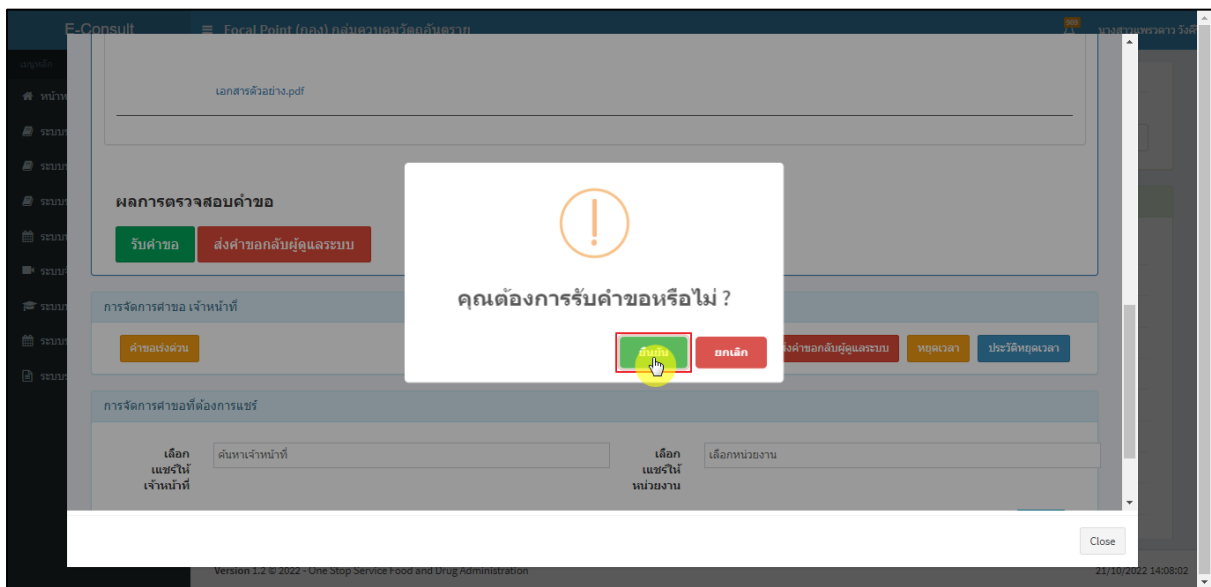 E-Consult
Focal Point (กอง) กลุ่มควบคุมวัตถุอันตราย
เมนูหลัก
เอกสารตัวอย่าง.pdf
ผลการตรวจสอบคำขอ
รับคำขอ ส่งคำขอกลับผู้ดูแลระบบ
คุณต้องการรับคำขอหรือไม่ ?
ยืนยัน ยกเลิก
การจัดการคำขอ เจ้าหน้าที่
คำขอเร่งด่วน ส่งคำขอกลับผู้ดูแลระบบ หยุดเวลา ประวัติหยุดเวลา
การจัดการคำขอที่ต้องการแชร์
เลือกแชร์ให้เจ้าหน้าที่ ค้นหาเจ้าหน้าที่ เลือกแชร์ให้หน่วยงาน เลือกหน่วยงาน
Close
Version 1.2 © 2022 - One Stop Service Food and Drug Administration 21/10/2022 14:08:02